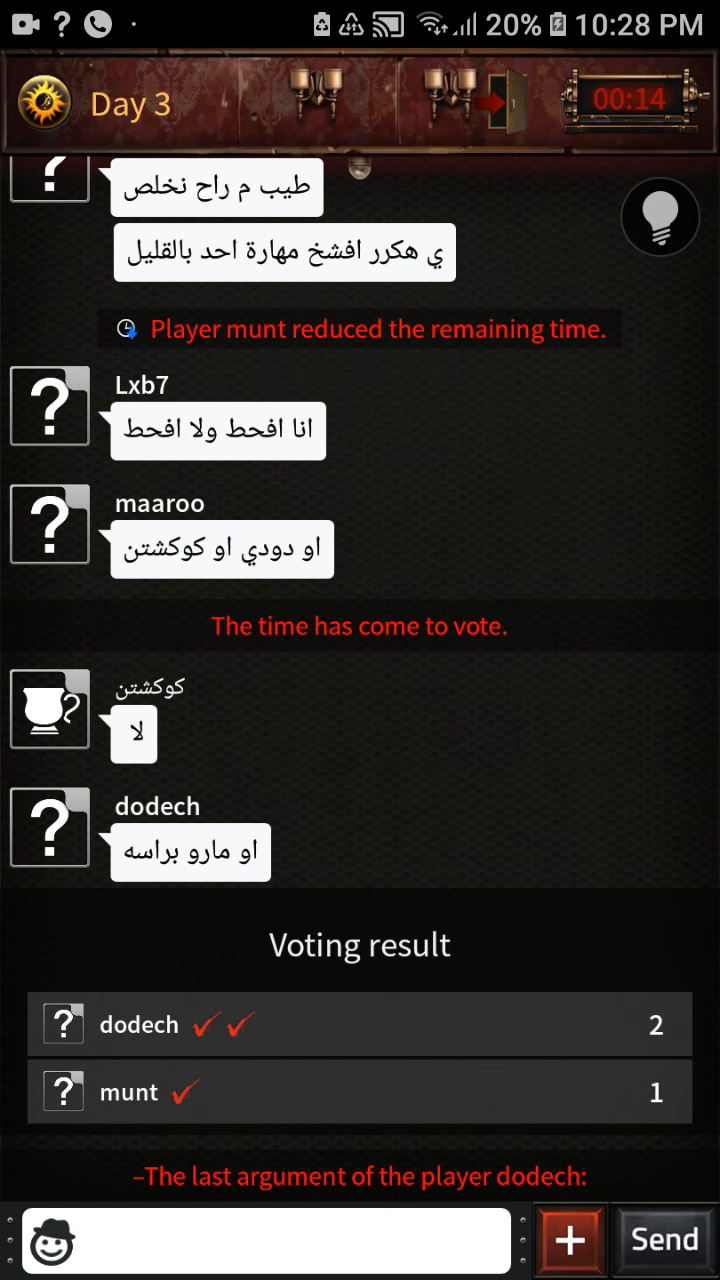 20% 10:28 PM
Day 3
00:14
طيب م راح نخلص
ي هكرر افشخ مهارة احد بالقليل
Player munt reduced the remaining time.
Lxb7
انا افحط ولا افحط
maaroo
او دودي او كوكشتن
The time has come to vote.
كوكشتن
لا
dodech
او مارو براسه
Voting result
dodech 2
munt 1
–The last argument of the player dodech:
+ Send